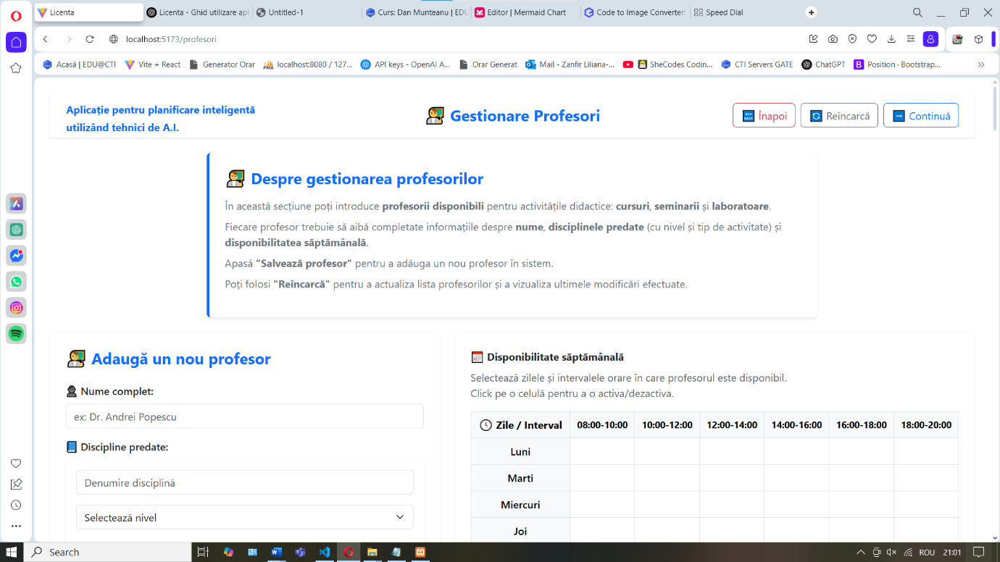 Licenta
Licenta - Ghid utilizare apl
Untitled-1
Curs: Dan Munteanu | EDU
Editor | Mermaid Chart
Code to Image Converter:
Speed Dial
localhost:5173/profesori
Acasă | EDU@CTI
Vite + React
Generator Orar
localhost:8080 / 127...
API keys - OpenAI A...
Orar Generat
Mail - Zanfir Liliana-...
SheCodes Codin...
CTI Servers GATE
ChatGPT
Position · Bootstrap...
Aplicație pentru planificare inteligentă
utilizând tehnici de A.I.
Gestionare Profesori
BACK Înapoi
Reîncarcă
Continuă
Despre gestionarea profesorilor
În această secțiune poți introduce profesorii disponibili pentru activitățile didactice: cursuri, seminarii și laboratoare.
Fiecare profesor trebuie să aibă completate informațiile despre nume, disciplinele predate (cu nivel și tip de activitate) și
disponibilitatea săptămânală.
Apasă "Salvează profesor" pentru a adăuga un nou profesor în sistem.
Poți folosi "Reîncarcă" pentru a actualiza lista profesorilor și a vizualiza ultimele modificări efectuate.
Adaugă un nou profesor
Nume complet:
ex: Dr. Andrei Popescu
Discipline predate:
Denumire disciplină
Selectează nivel
Disponibilitate săptămânală
Selectează zilele și intervalele orare în care profesorul este disponibil.
Click pe o celulă pentru a o activa/dezactiva.
Zile / Interval 08:00-10:00 10:00-12:00 12:00-14:00 14:00-16:00 16:00-18:00 18:00-20:00
Luni
Marti
Miercuri
Joi
Search
ROU
21:01